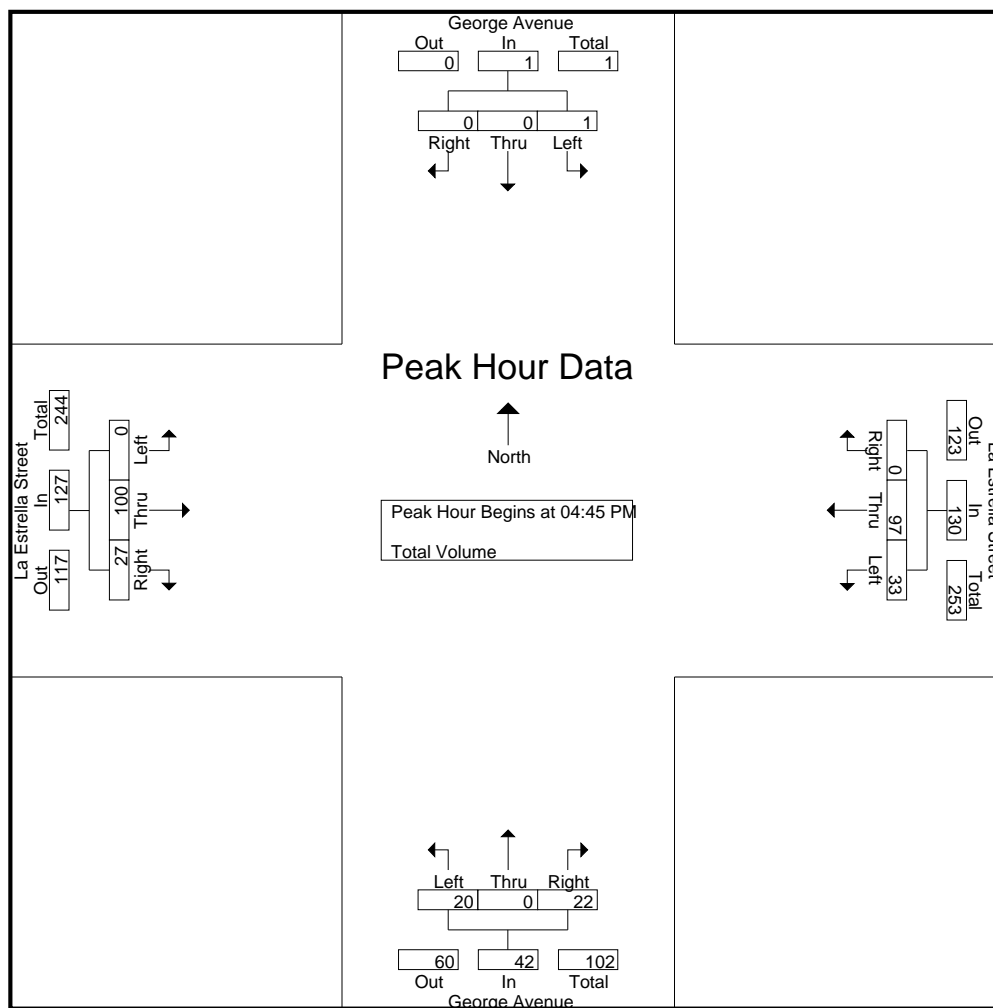 George Avenue
Out In Total
0 1 1
0 0 1
Right Thru Left
Peak Hour Data
North
Peak Hour Begins at 04:45 PM
Total Volume
La Estrella Street
Out In Total
117 127 244
27 100 0
Right Thru Left
La Estrella Street
Out In Total
123 130 253
0 97 33
Right Thru Left
Left Thru Right
20 0 22
60 42 102
Out In Total
George Avenue